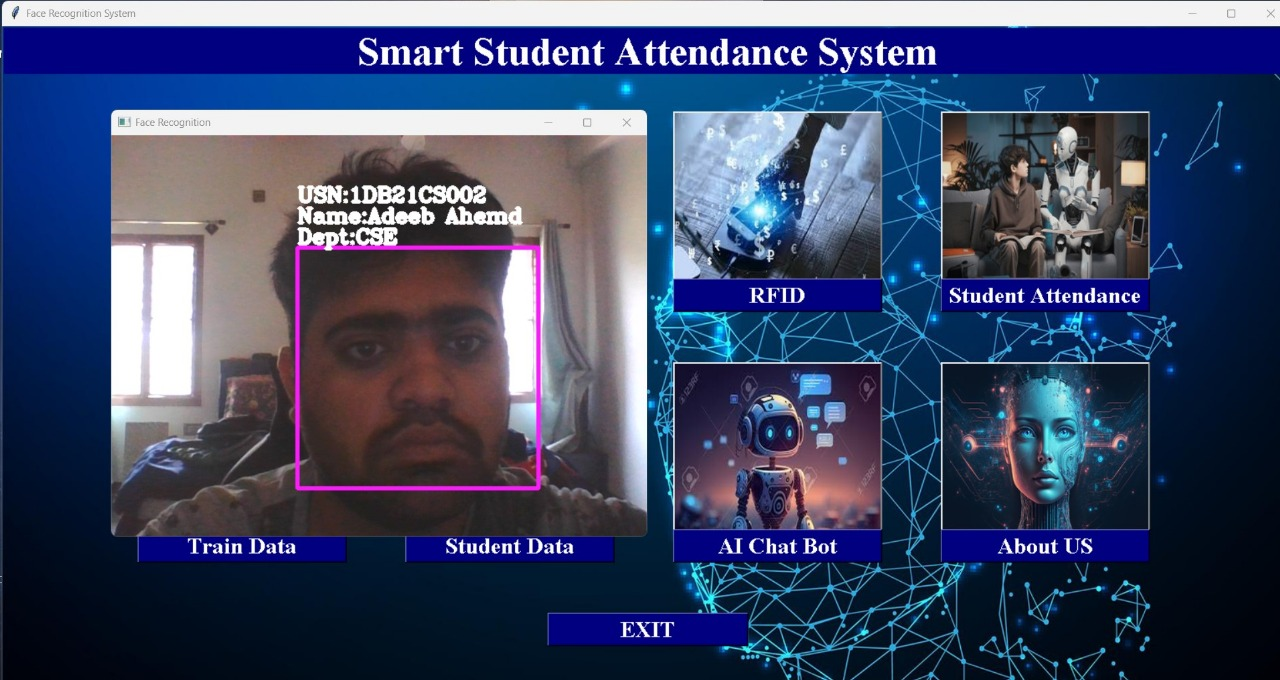 Face Recognition System
Smart Student Attendance System
Face Recognition
USN:1DB21CS002
Name:Adeeb Ahemd
Dept:CSE
RFID
Student Attendance
Train Data
Student Data
AI Chat Bot
About US
EXIT